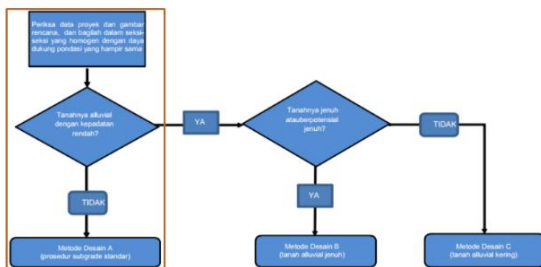 Periksa data proyek dan gambar
rencana, dan bagilah dalam seksi-
seksi yang homogen dengan daya
dukung pondasi yang hampir sama
Tanahnya alluvial
dengan kepadatan
rendah?
YA
Tanahnya jenuh
atauberpotensial
jenuh?
TIDAK
TIDAK
YA
Metode Desain A
(prosedur subgrade standar)
Metode Desain B
(tanah alluvial jenuh)
Metode Desain C
(tanah alluvial kering)